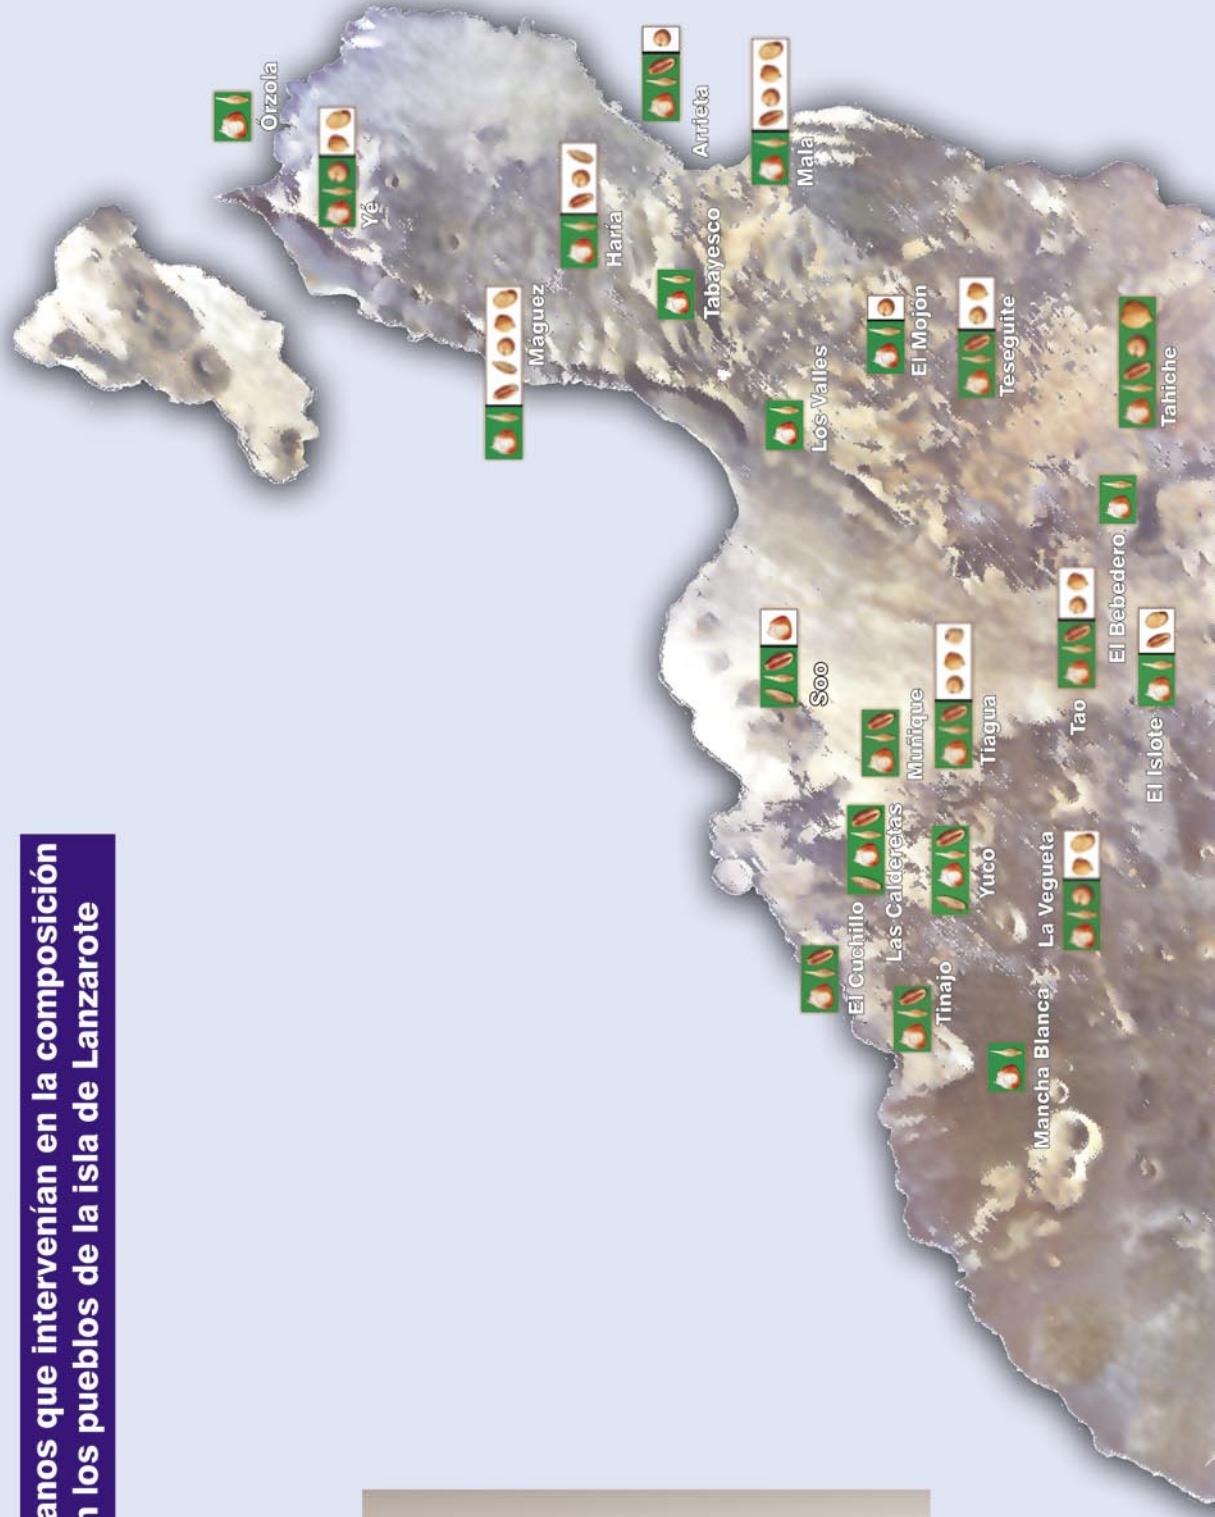 anos que intervenían en la composición
los pueblos de la isla de Lanzarote
Órzola
Yé
Arrieta
Mala
Haría
Máguez
Tabayesco
El Mojón
Los Valles
Teseguite
Tahiche
El Bebedero
Soo
Muñique
Tiagua
Tao
El Islote
Las Calderetas
El Cuchillo
Yuco
La Vegueta
Tinajo
Mancha Blanca